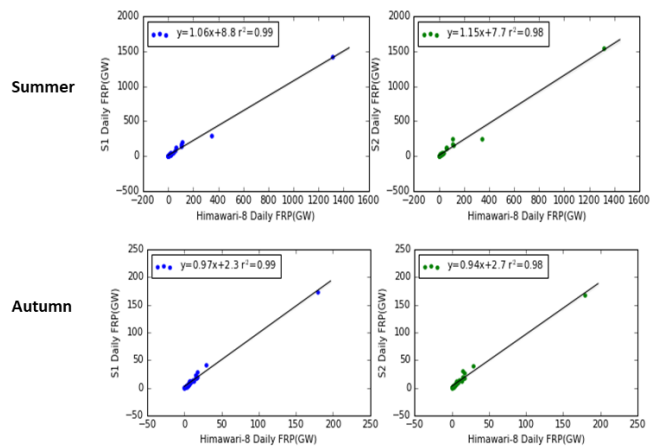 Summer
y=1.06x+8.8 r²=0.99
S1 Daily FRP(GW)
2000
1500
1000
500
0
−500
−200 0 200 400 600 800 1000 1200 1400 1600
Himawari-8 Daily FRP(GW)
y=1.15x+7.7 r²=0.98
S2 Daily FRP(GW)
2000
1500
1000
500
0
−500
−200 0 200 400 600 800 1000 1200 1400 1600
Himawari-8 Daily FRP(GW)
Autumn
y=0.97x+2.3 r²=0.99
S1 Daily FRP(GW)
250
200
150
100
50
0
−50
−50 0 50 100 150 200 250
Himawari-8 Daily FRP(GW)
y=0.94x+2.7 r²=0.98
S2 Daily FRP(GW)
250
200
150
100
50
0
−50
−50 0 50 100 150 200 250
Himawari-8 Daily FRP(GW)